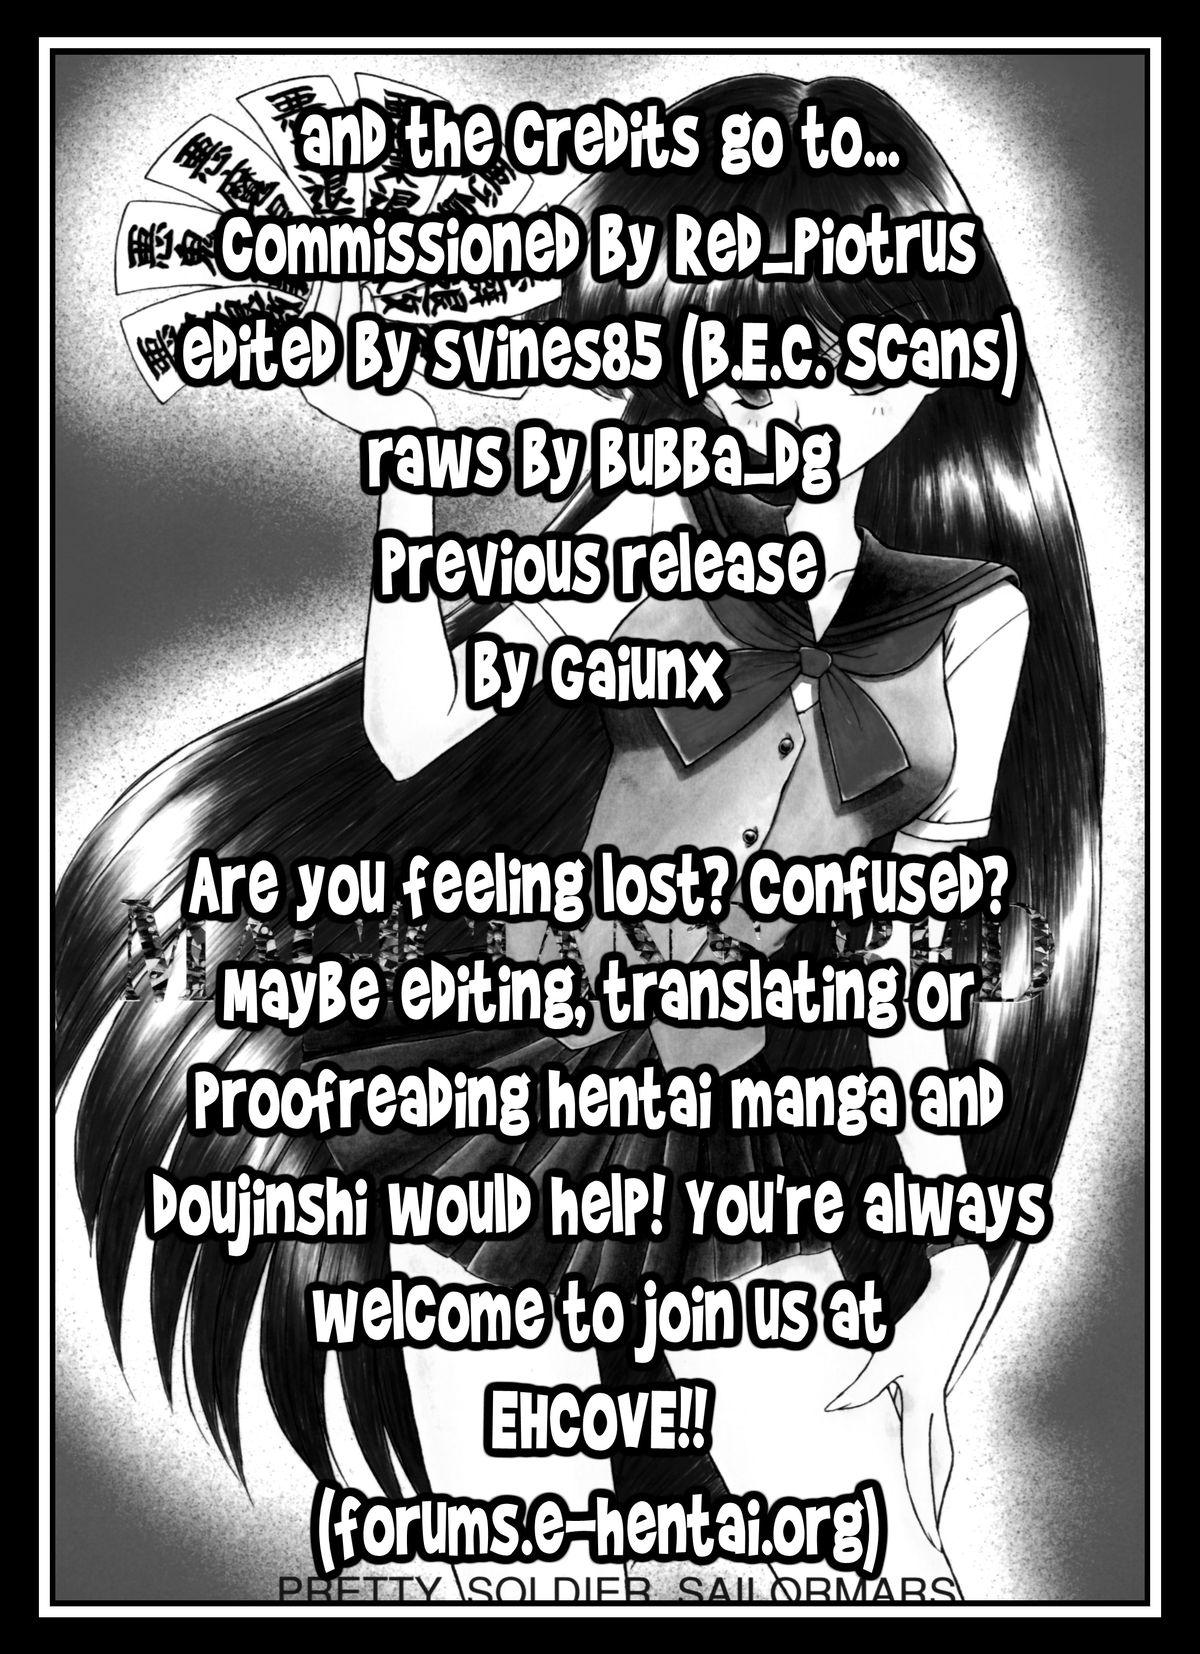 and the credits go to...
commissioned by Red_Piotrus
edited by svines85 (B.E.C. Scans)
raws by bubba_dg
previous release
by Gaiunx
Are you feeling lost? Confused?
Maybe editing, translating or
proofreading hentai manga and
doujinshi would help! You're always
welcome to join us at
EHCOVE!!
(forums.e-hentai.org)
PRETTY SOLDIER SAILORMARS